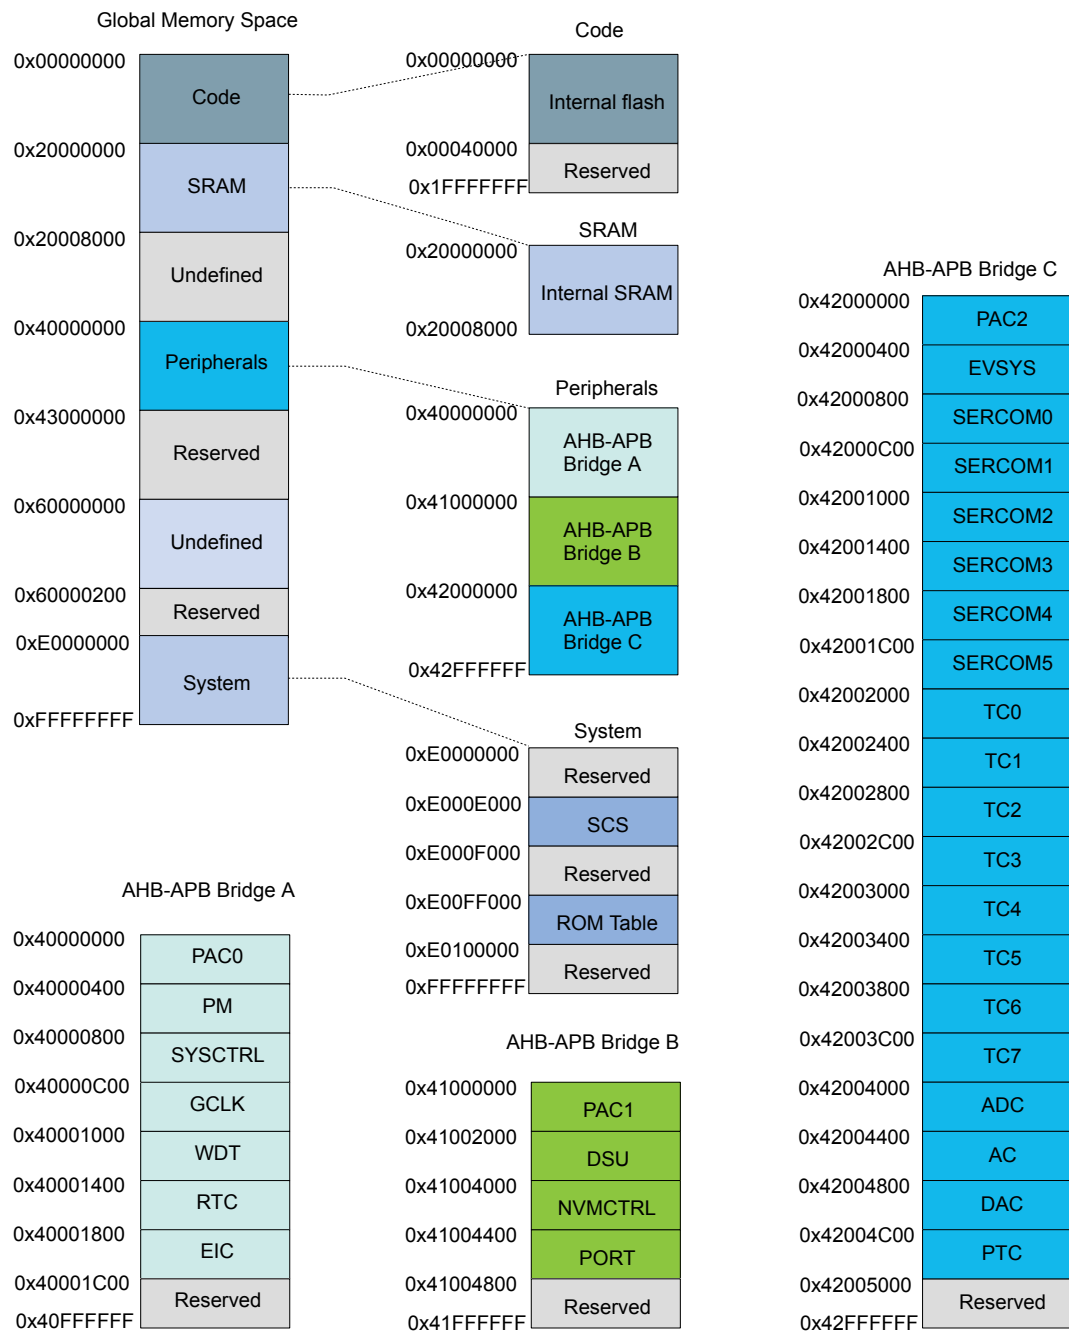 Global Memory Space
0x00000000
Code
0x20000000
SRAM
0x20008000
Undefined
0x40000000
Peripherals
0x43000000
Reserved
0x60000000
Undefined
0x60000200
Reserved
0xE0000000
System
0xFFFFFFFF
Code
0x00000000
Internal flash
0x00040000
Reserved
0x1FFFFFFF
SRAM
0x20000000
Internal SRAM
0x20008000
Peripherals
0x40000000
AHB-APB
Bridge A
0x41000000
AHB-APB
Bridge B
0x42000000
AHB-APB
Bridge C
0x42FFFFFF
System
0xE0000000
Reserved
0xE000E000
SCS
0xE000F000
Reserved
0xE00FF000
ROM Table
0xE0100000
Reserved
0xFFFFFFFF
AHB-APB Bridge A
0x40000000
PAC0
0x40000400
PM
0x40000800
SYSCTRL
0x40000C00
GCLK
0x40001000
WDT
0x40001400
RTC
0x40001800
EIC
0x40001C00
Reserved
0x40FFFFFF
AHB-APB Bridge B
0x41000000
PAC1
0x41002000
DSU
0x41004000
NVMCTRL
0x41004400
PORT
0x41004800
Reserved
0x41FFFFFF
AHB-APB Bridge C
0x42000000
PAC2
0x42000400
EVSYS
0x42000800
SERCOM0
0x42000C00
SERCOM1
0x42001000
SERCOM2
0x42001400
SERCOM3
0x42001800
SERCOM4
0x42001C00
SERCOM5
0x42002000
TC0
0x42002400
TC1
0x42002800
TC2
0x42002C00
TC3
0x42003000
TC4
0x42003400
TC5
0x42003800
TC6
0x42003C00
TC7
0x42004000
ADC
0x42004400
AC
0x42004800
DAC
0x42004C00
PTC
0x42005000
Reserved
0x42FFFFFF